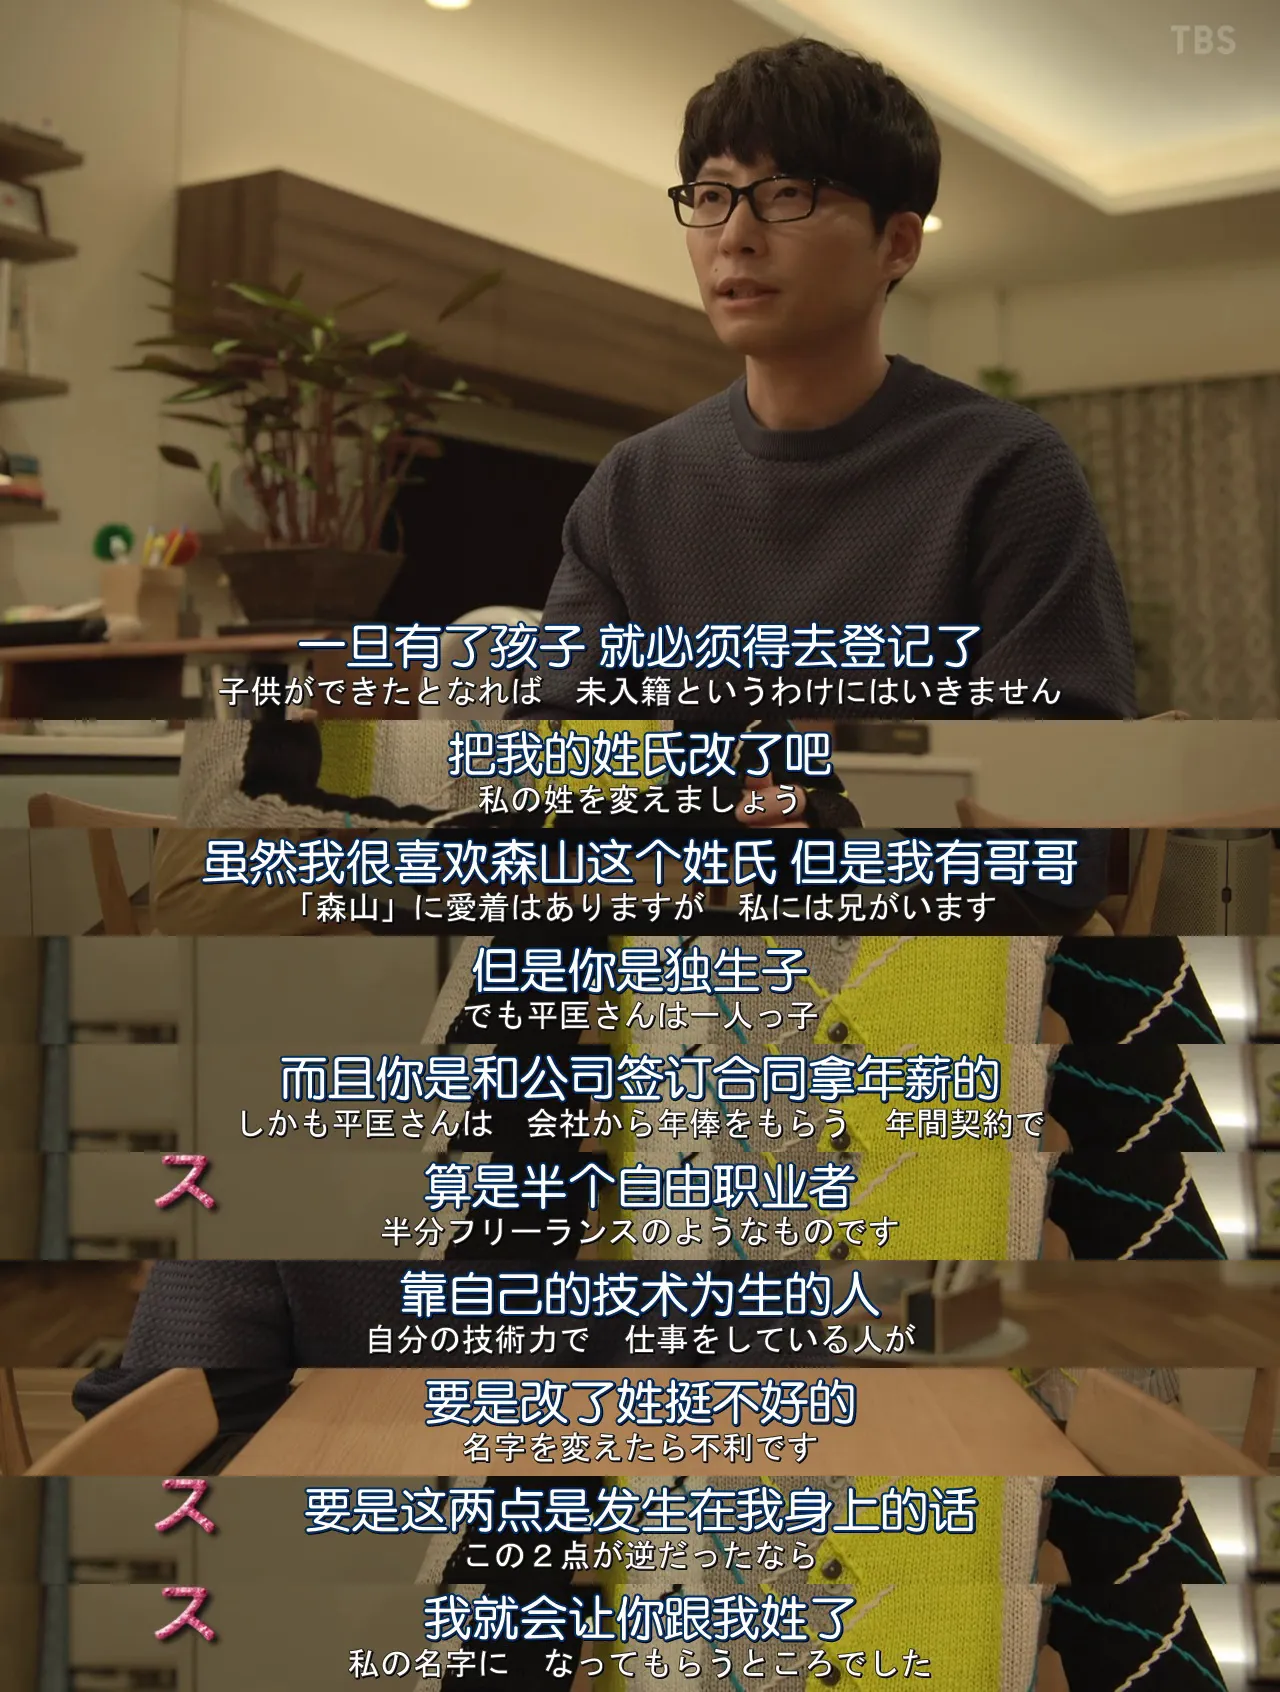 TBS
一旦有了孩子 就必须得去登记了
子供ができたとなれば　未入籍というわけにはいきません
把我的姓氏改了吧
私の姓を変えましょう
虽然我很喜欢森山这个姓氏 但是我有哥哥
「森山」に愛着はありますが　私には兄がいます
但是你是独生子
でも平匡さんは一人っ子
而且你是和公司签订合同拿年薪的
しかも平匡さんは　会社から年俸をもらう　年間契約で
ス
算是半个自由职业者
半分フリーランスのようなものです
靠自己的技术为生的人
自分の技術力で　仕事をしている人が
要是改了姓挺不好的
名字を変えたら不利です
ス
要是这两点是发生在我身上的话
この２点が逆だったなら
ス
我就会让你跟我姓了
私の名字に　なってもらうところでした